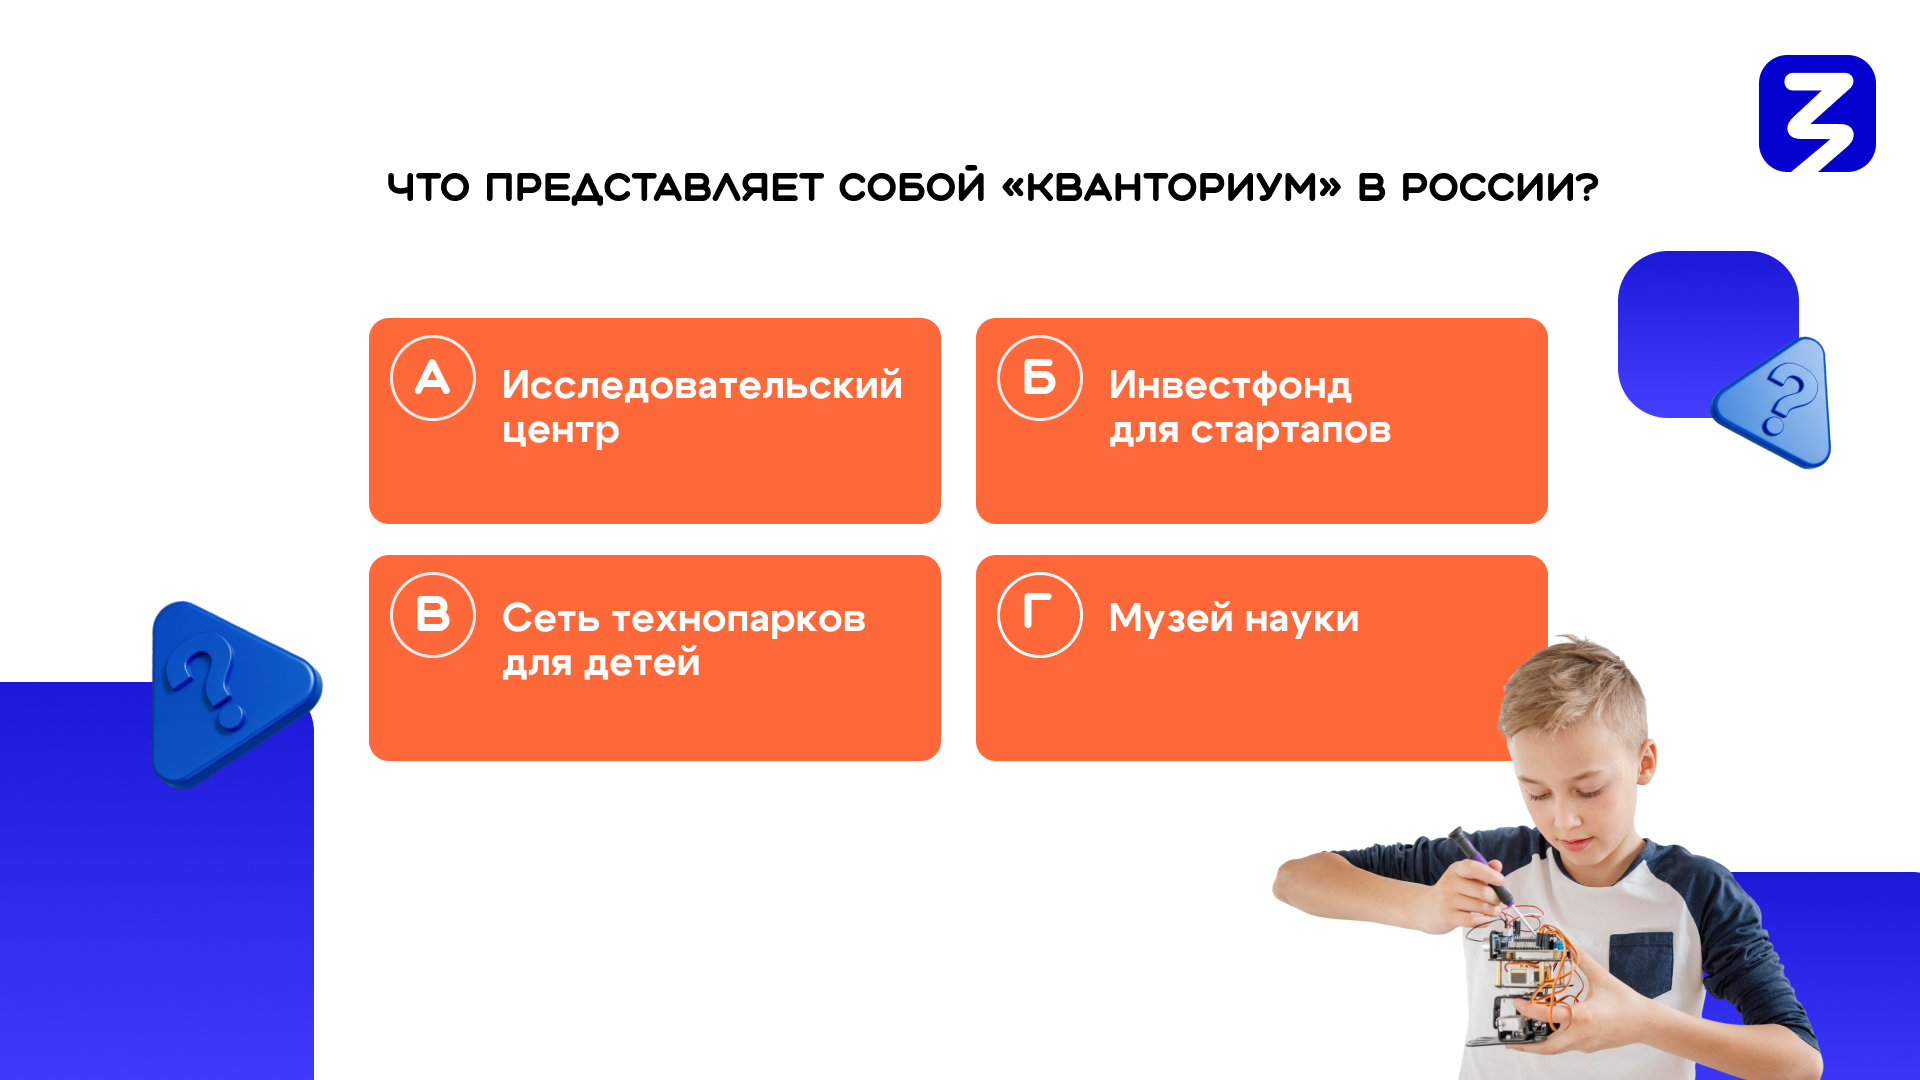 ЧТО ПРЕДСТАВЛЯЕТ СОБОЙ «КВАНТОРИУМ» В РОССИИ?
А
Исследовательский
центр
Б
Инвестфонд
для стартапов
В
Сеть технопарков
для детей
Г
Музей науки
?
?